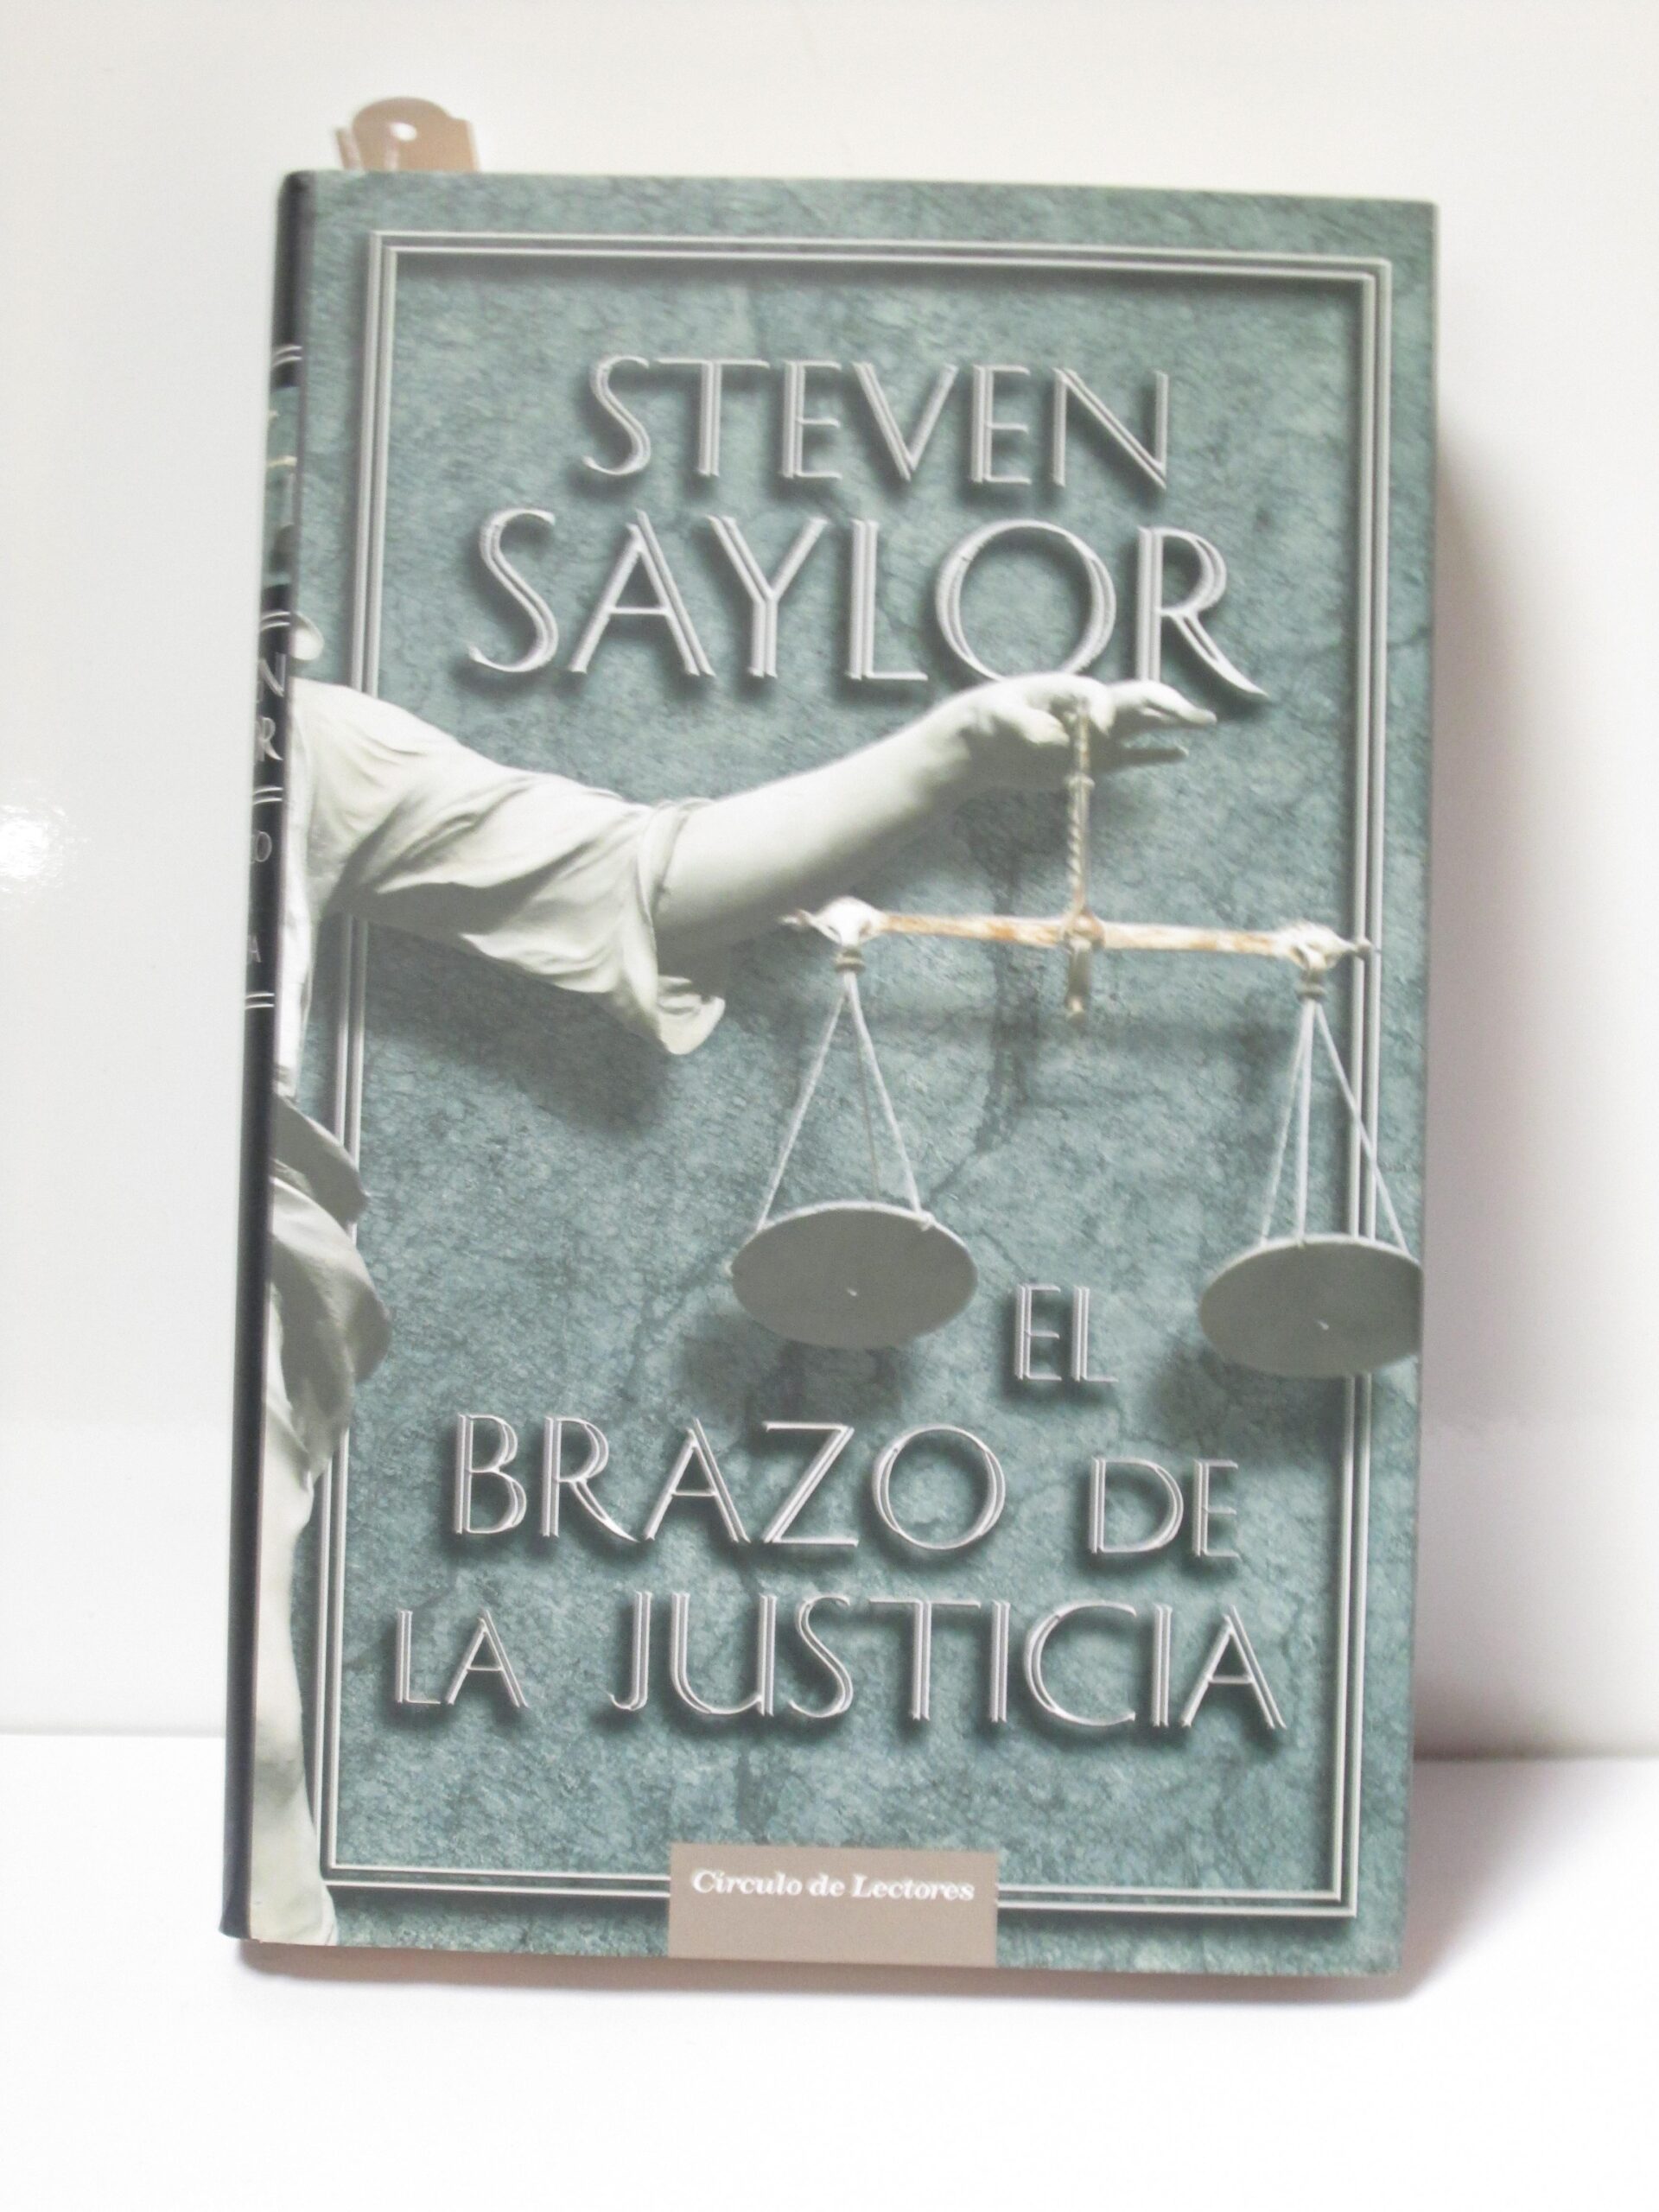 STEVEN
SAYLOR
EL
BRAZO DE
LA JUSTICIA
Círculo de Lectores